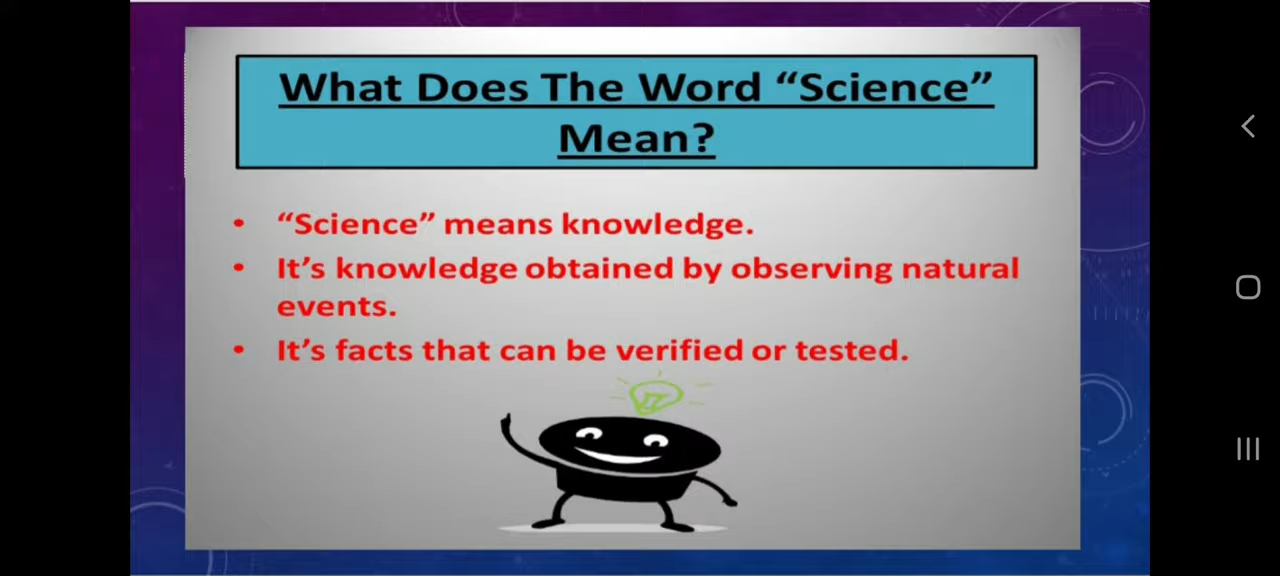 What Does The Word “Science”
Mean?
• “Science” means knowledge.
• It’s knowledge obtained by observing natural
events.
• It’s facts that can be verified or tested.